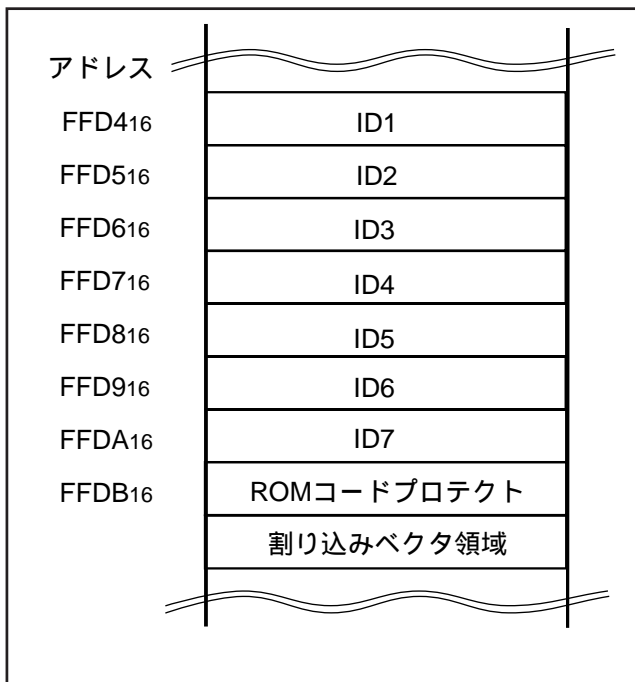 アドレス
FFD416 ID1
FFD516 ID2
FFD616 ID3
FFD716 ID4
FFD816 ID5
FFD916 ID6
FFDA16 ID7
FFDB16 ROMコードプロテクト
割り込みベクタ領域